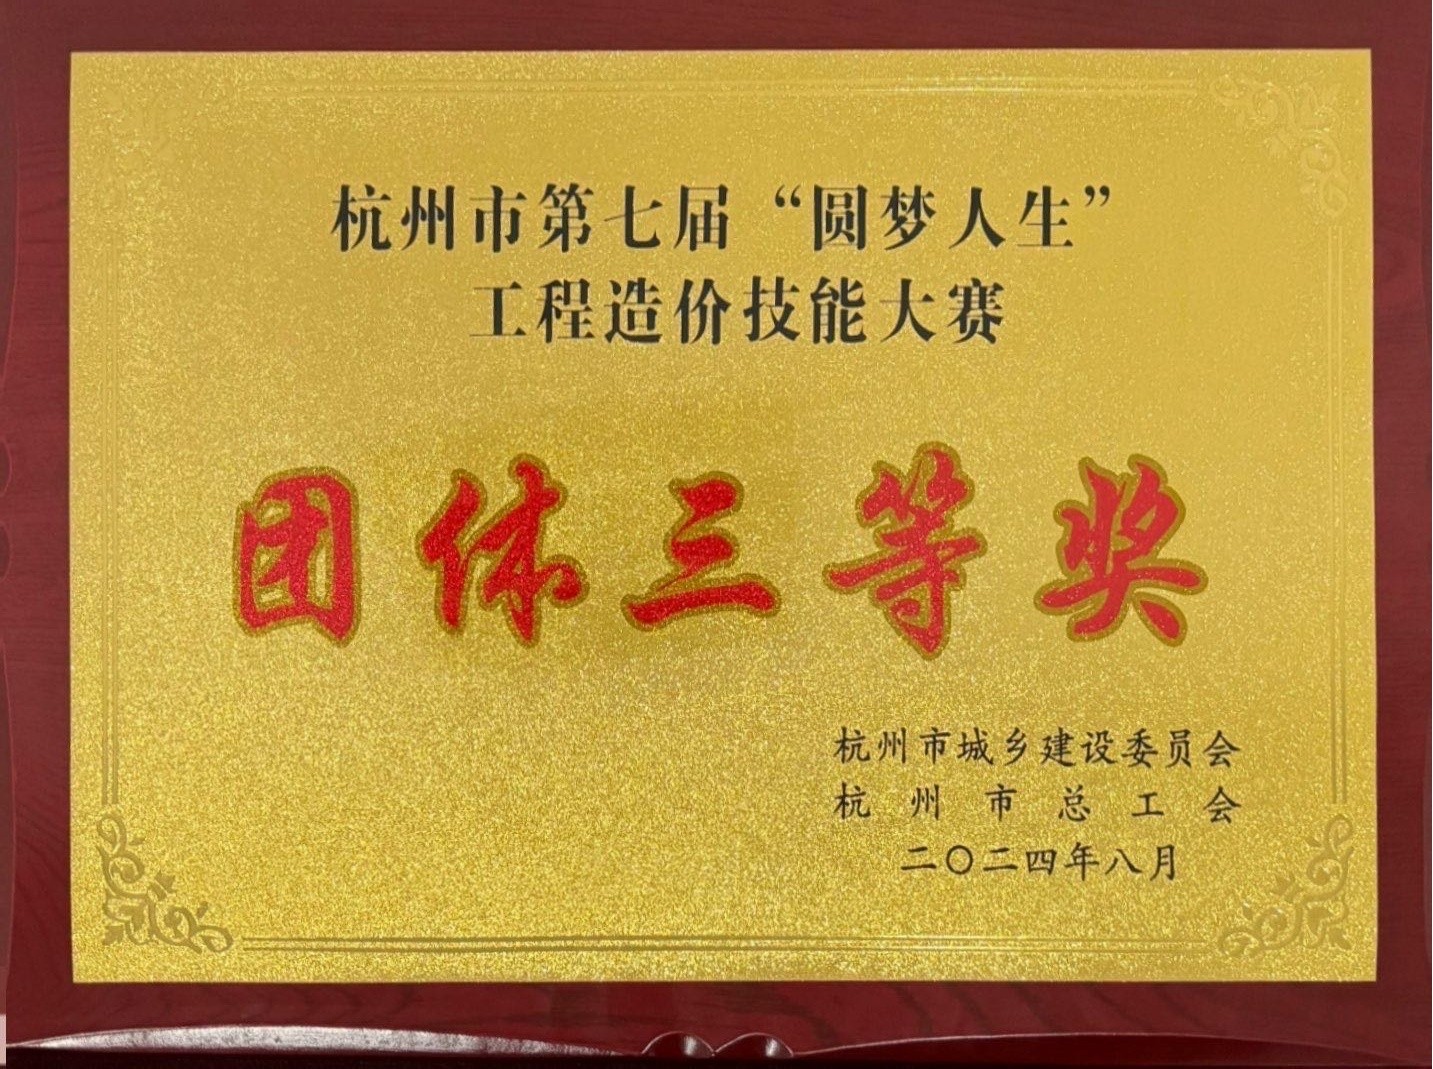 杭州市第七届“圆梦人生”
工程造价技能大赛
团体三等奖
杭州市城乡建设委员会
杭州市总工会
二〇二四年八月